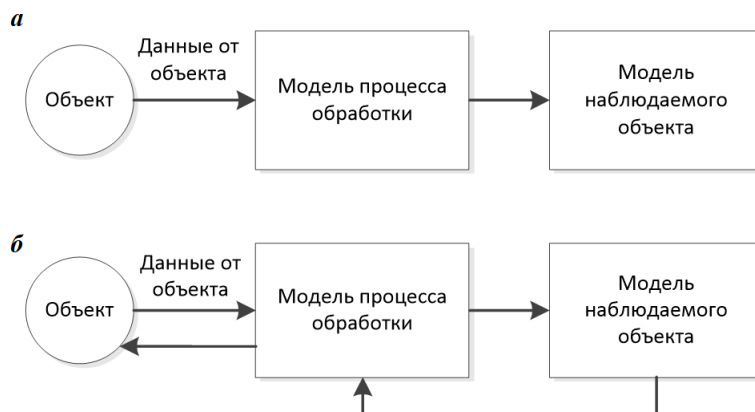 а
Данные от
объекта
Объект
Модель процесса
обработки
Модель
наблюдаемого
объекта
б
Данные от
объекта
Объект
Модель процесса
обработки
Модель
наблюдаемого
объекта